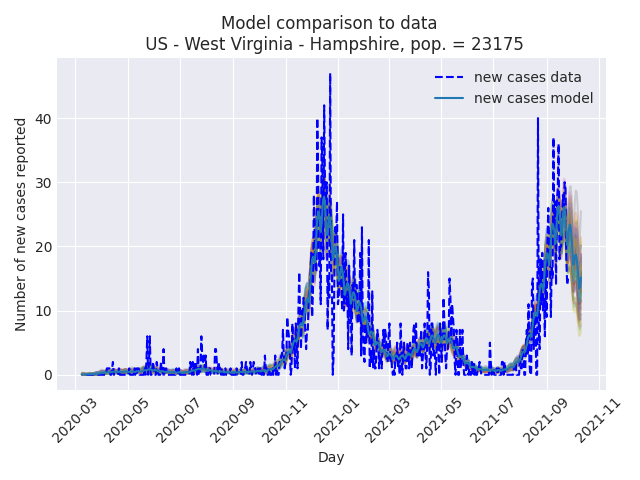 Model comparison to data
US - West Virginia - Hampshire, pop. = 23175
new cases data
new cases model
Number of new cases reported
40
30
20
10
0
2020-03
2020-05
2020-07
2020-09
2020-11
2021-01
2021-03
2021-05
2021-07
2021-09
2021-11
Day